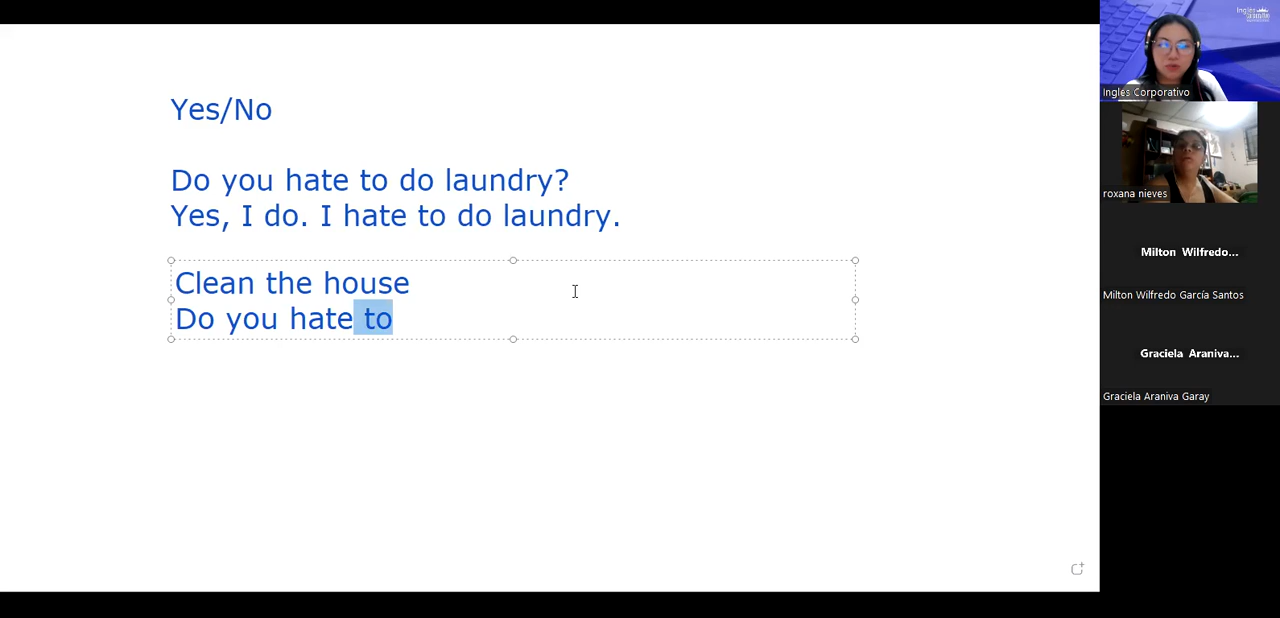 Yes/No
Do you hate to do laundry?
Yes, I do. I hate to do laundry.
Clean the house
Do you hate to
Inglés Corporativo
roxana nieves
Milton Wilfredo...
Milton Wilfredo García Santos
Graciela Araniva...
Graciela Araniva Garay